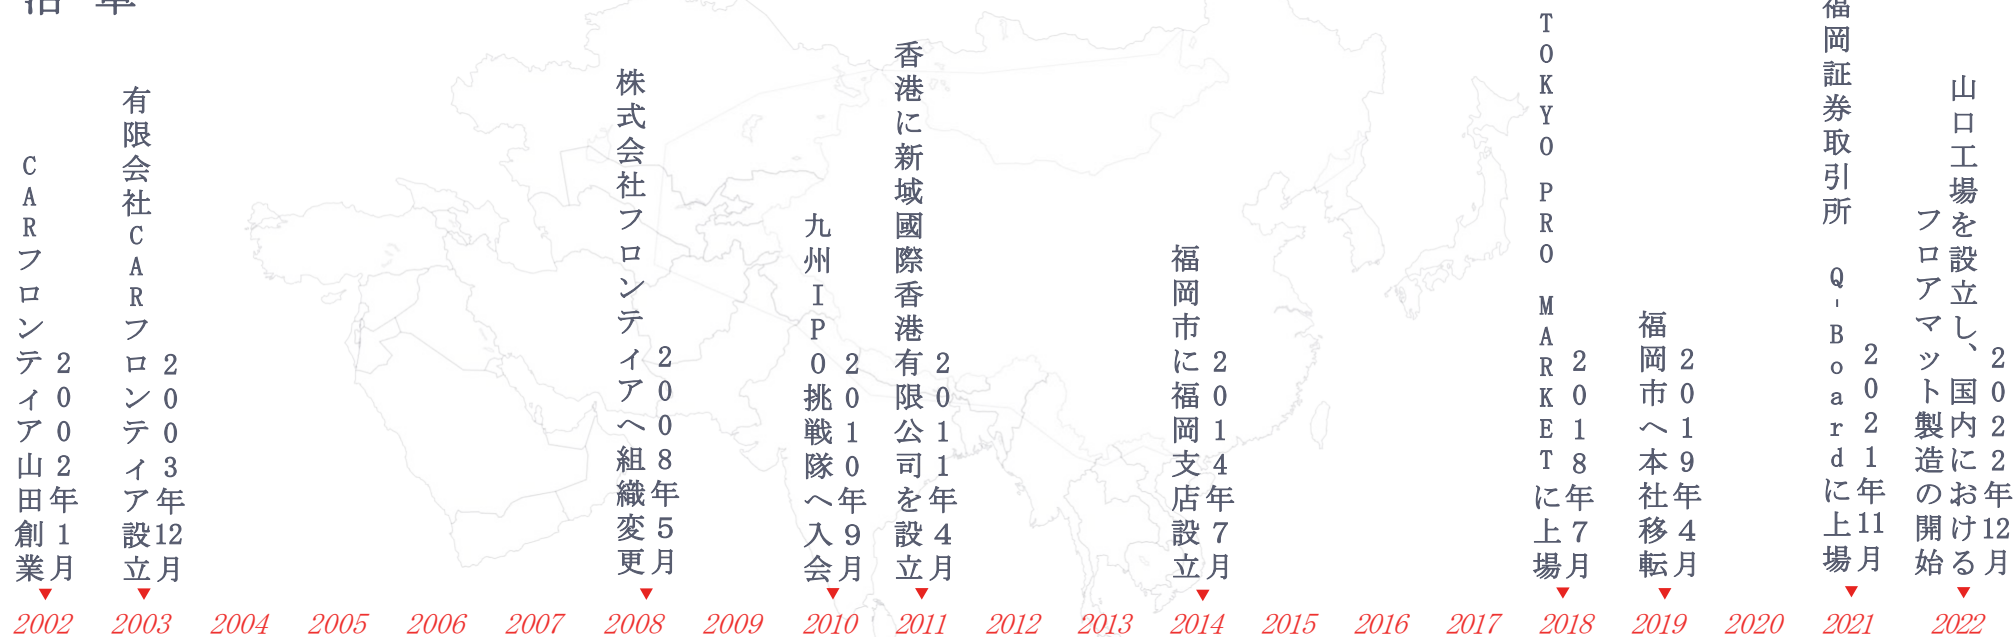 沿革
2002年1月
CARフロンティア山田創業
2003年12月
有限会社CARフロンティア設立
2008年5月
株式会社フロンティアへ組織変更
2010年9月
九州IPO挑戦隊へ入会
2011年4月
香港に新域國際香港有限公司を設立
2014年7月
福岡市に福岡支店設立
2018年7月
TOKYO PRO MARKETに上場
2019年4月
福岡市へ本社移転
2021年11月
福岡証券取引所 Q-Boardに上場
2022年12月
山口工場を設立し、国内における
フロアマット製造の開始
2002 2003 2004 2005 2006 2007 2008 2009 2010 2011 2012 2013 2014 2015 2016 2017 2018 2019 2020 2021 2022